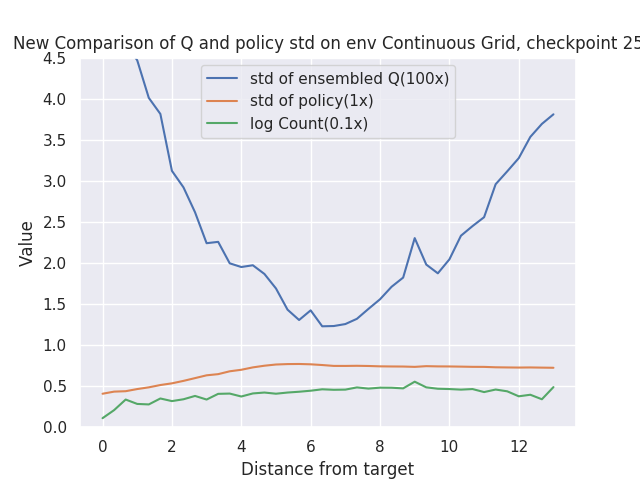 New Comparison of Q and policy std on env Continuous Grid, checkpoint 25
4.5
4.0
3.5
3.0
2.5
2.0
1.5
1.0
0.5
0.0
Value
std of ensembled Q(100x)
std of policy(1x)
log Count(0.1x)
0 2 4 6 8 10 12
Distance from target